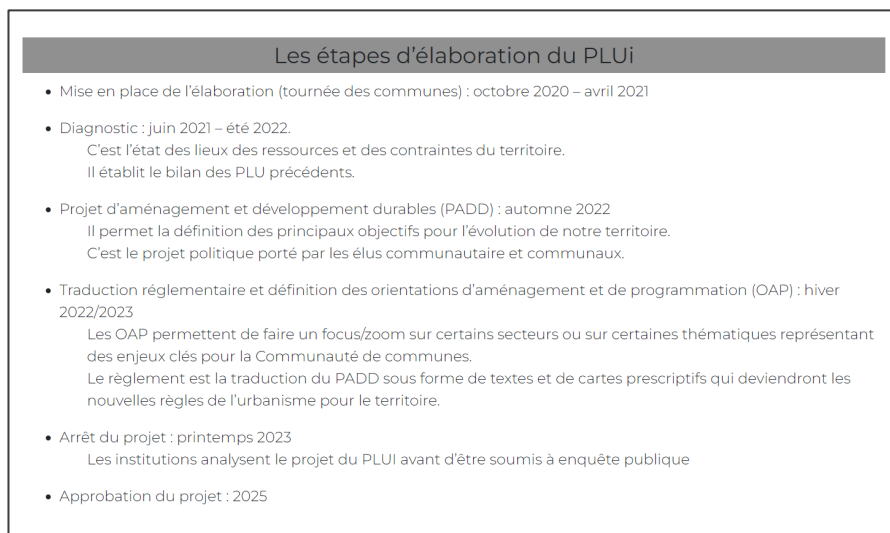 Les étapes d'élaboration du PLUi
• Mise en place de l'élaboration (tournée des communes) : octobre 2020 – avril 2021
• Diagnostic : juin 2021 – été 2022.
C'est l'état des lieux des ressources et des contraintes du territoire.
Il établit le bilan des PLU précédents.
• Projet d'aménagement et développement durables (PADD) : automne 2022
Il permet la définition des principaux objectifs pour l'évolution de notre territoire.
C'est le projet politique porté par les élus communautaire et communaux.
• Traduction réglementaire et définition des orientations d'aménagement et de programmation (OAP) : hiver
2022/2023
Les OAP permettent de faire un focus/zoom sur certains secteurs ou sur certaines thématiques représentant
des enjeux clés pour la Communauté de communes.
Le règlement est la traduction du PADD sous forme de textes et de cartes prescriptifs qui deviendront les
nouvelles règles de l'urbanisme pour le territoire.
• Arrêt du projet : printemps 2023
Les institutions analysent le projet du PLUI avant d'être soumis à enquête publique
• Approbation du projet : 2025